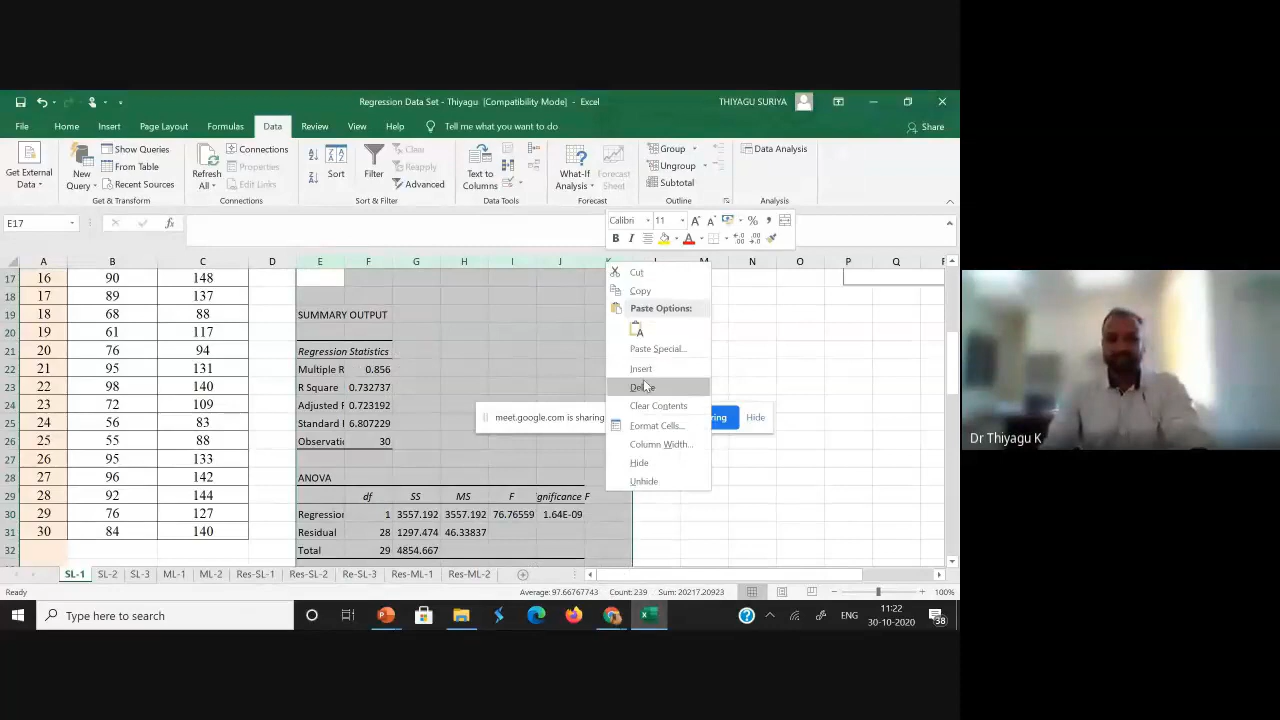 Regression Data Set - Thiyagu [Compatibility Mode] - Excel
THIYAGU SURIYA
File Home Insert Page Layout Formulas Data Review View Help Tell me what you want to do Share
Get External Data
New Query
Show Queries
From Table
Recent Sources
Get & Transform
Refresh All
Connections
Properties
Edit Links
Connections
Sort
Filter
Clear
Reapply
Advanced
Sort & Filter
Text to Columns
Data Tools
What-If Analysis
Forecast Sheet
Forecast
Group
Ungroup
Subtotal
Outline
Data Analysis
Analysis
E17
fx
Calibri 11 A A % ,
B I A
A B C D E F G H I J K L M N O P Q
17 16 90 148
18 17 89 137
19 18 68 88 SUMMARY OUTPUT
20 19 61 117
21 20 76 94 Regression Statistics
22 21 95 131 Multiple R 0.856
23 22 98 140 R Square 0.732737
24 23 72 109 Adjusted F 0.723192
25 24 56 83 Standard I 6.807229
26 25 55 88 Observatic 30
27 26 95 133
28 27 96 142 ANOVA
29 28 92 144 df SS MS F gnificance F
30 29 76 127 Regression 1 3557.192 3557.192 76.76559 1.64E-09
31 30 84 140 Residual 28 1297.474 46.33837
32 Total 29 4854.667
Cut
Copy
Paste Options:
Paste Special...
Insert
Delete
Clear Contents
Format Cells...
Column Width...
Hide
Unhide
meet.google.com is sharing
ring
Hide
SL-1 SL-2 SL-3 ML-1 ML-2 Res-SL-1 Res-SL-2 Re-SL-3 Res-ML-1 Res-ML-2
Ready
Average: 97.66767743 Count: 239 Sum: 20217.20923
100%
Type here to search
ENG
11:22
30-10-2020
38
Dr Thiyagu K